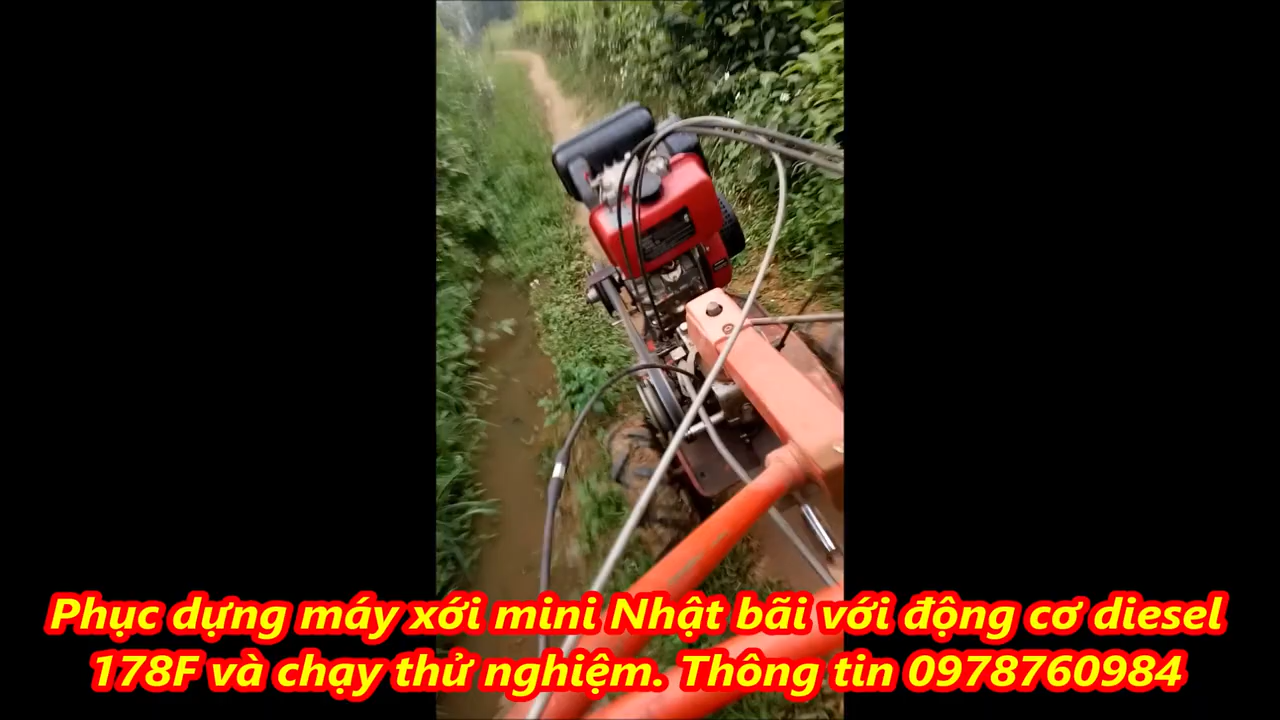 Phục dựng máy xới mini Nhật bãi với động cơ diesel
178F và chạy thử nghiệm. Thông tin 0978760984